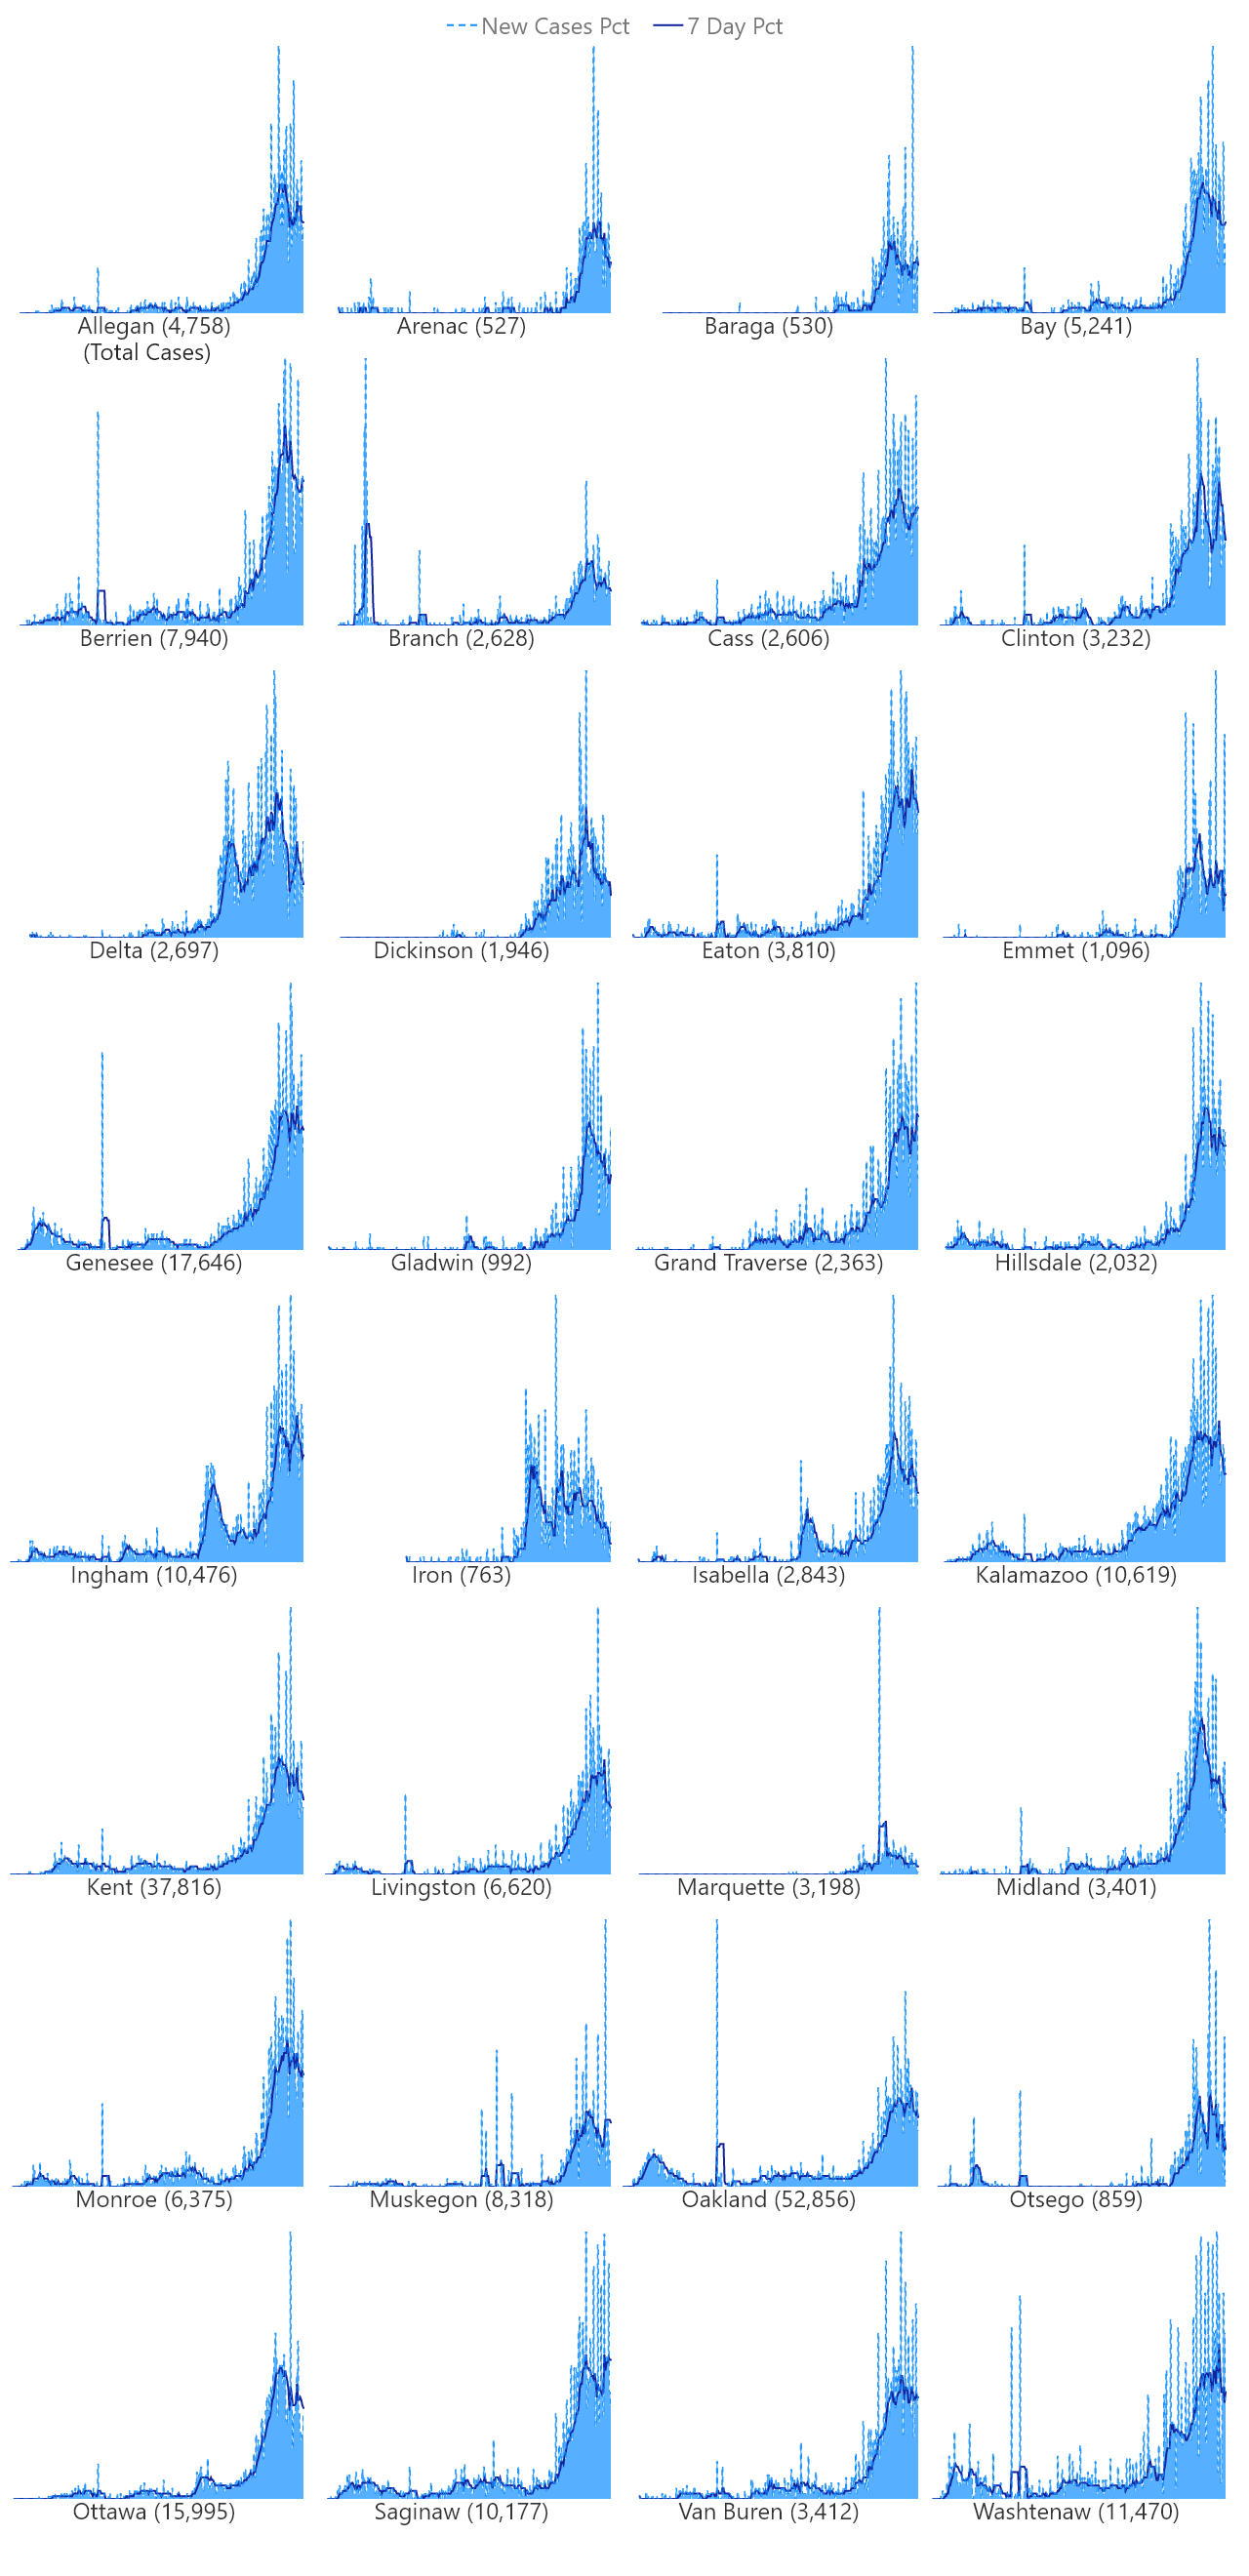 New Cases Pct 7 Day Pct
Allegan (4,758) Arenac (527) Baraga (530) Bay (5,241)
(Total Cases)
Berrien (7,940) Branch (2,628) Cass (2,606) Clinton (3,232)
Delta (2,697) Dickinson (1,946) Eaton (3,810) Emmet (1,096)
Genesee (17,646) Gladwin (992) Grand Traverse (2,363) Hillsdale (2,032)
Ingham (10,476) Iron (763) Isabella (2,843) Kalamazoo (10,619)
Kent (37,816) Livingston (6,620) Marquette (3,198) Midland (3,401)
Monroe (6,375) Muskegon (8,318) Oakland (52,856) Otsego (859)
Ottawa (15,995) Saginaw (10,177) Van Buren (3,412) Washtenaw (11,470)